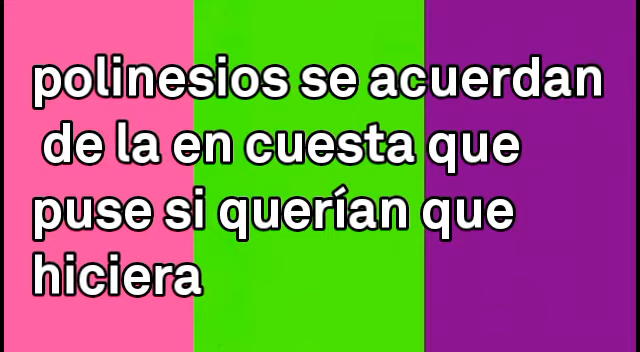 polinesios se acuerdan
de la en cuesta que
puse si querían que
hiciera